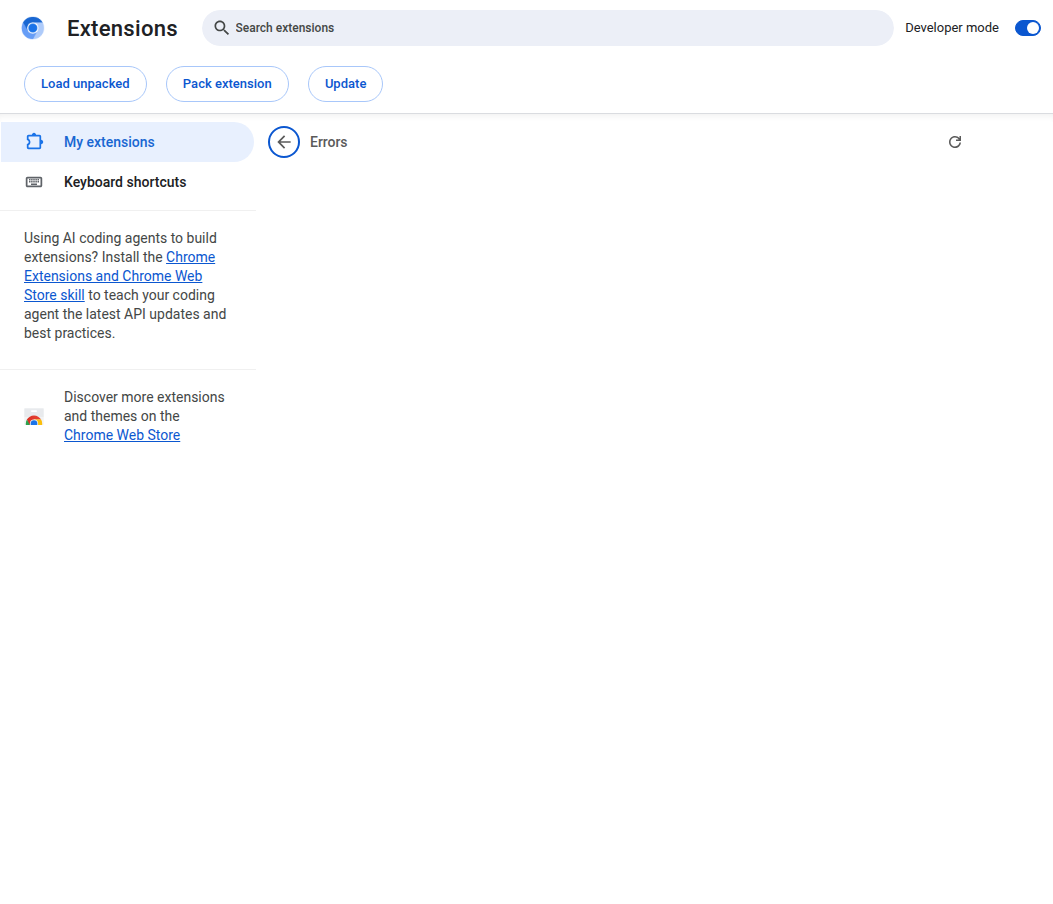 Extensions
Search extensions
Developer mode
Load unpacked
Pack extension
Update
My extensions
Keyboard shortcuts
Errors
Using AI coding agents to build
extensions? Install the Chrome
Extensions and Chrome Web
Store skill to teach your coding
agent the latest API updates and
best practices.
Discover more extensions
and themes on the
Chrome Web Store